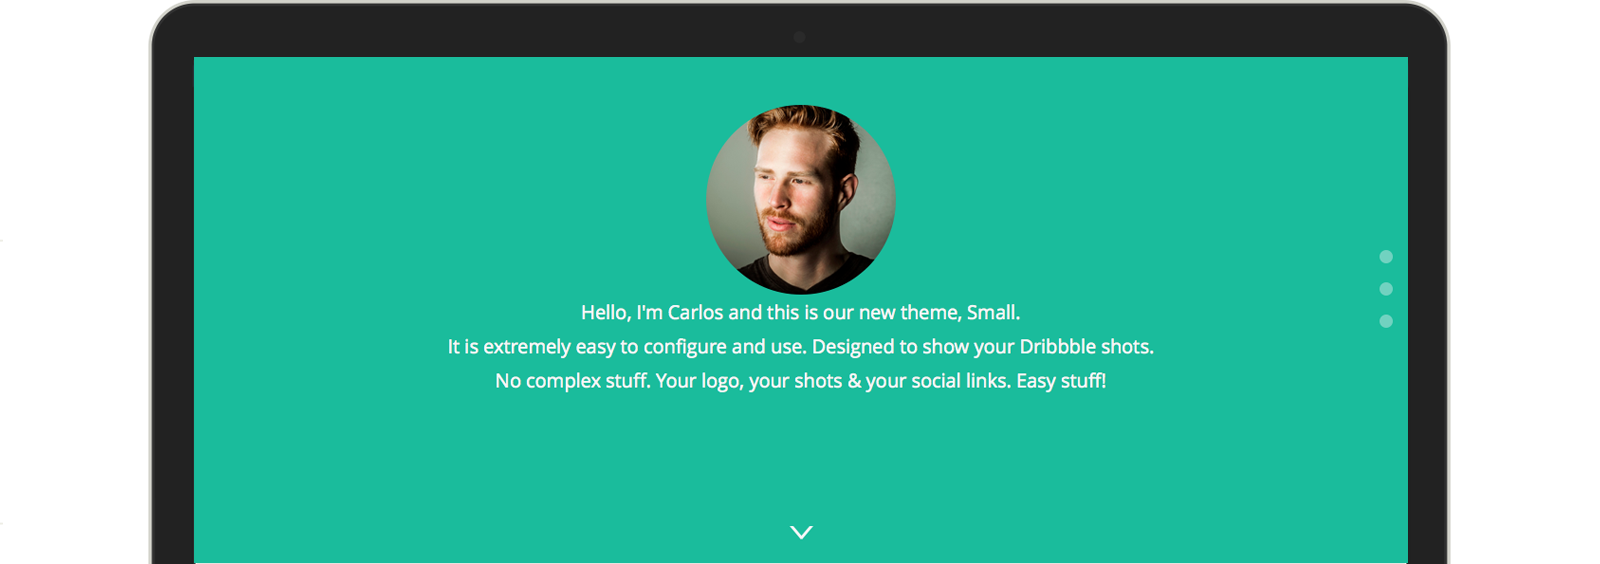 Hello, I'm Carlos and this is our new theme, Small.
It is extremely easy to configure and use. Designed to show your Dribbble shots.
No complex stuff. Your logo, your shots & your social links. Easy stuff!